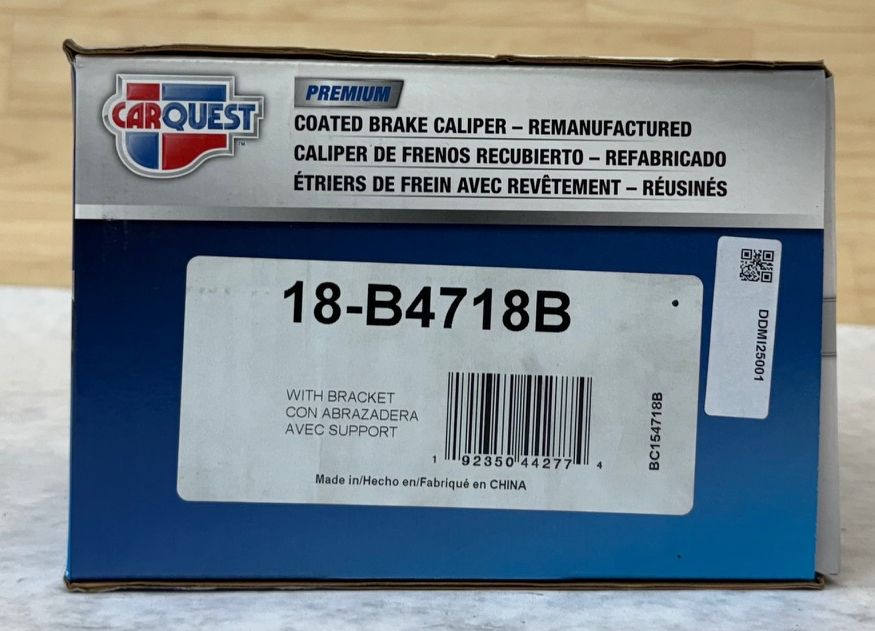 CARQUEST
™
PREMIUM
COATED BRAKE CALIPER – REMANUFACTURED
CALIPER DE FRENOS RECUBIERTO – REFABRICADO
ÉTRIERS DE FREIN AVEC REVÊTEMENT – RÉUSINÉS
18-B4718B
WITH BRACKET
CON ABRAZADERA
AVEC SUPPORT
1 92350 44277 4
Made in/Hecho en/Fabriqué en CHINA
BC154718B
DDMI25001